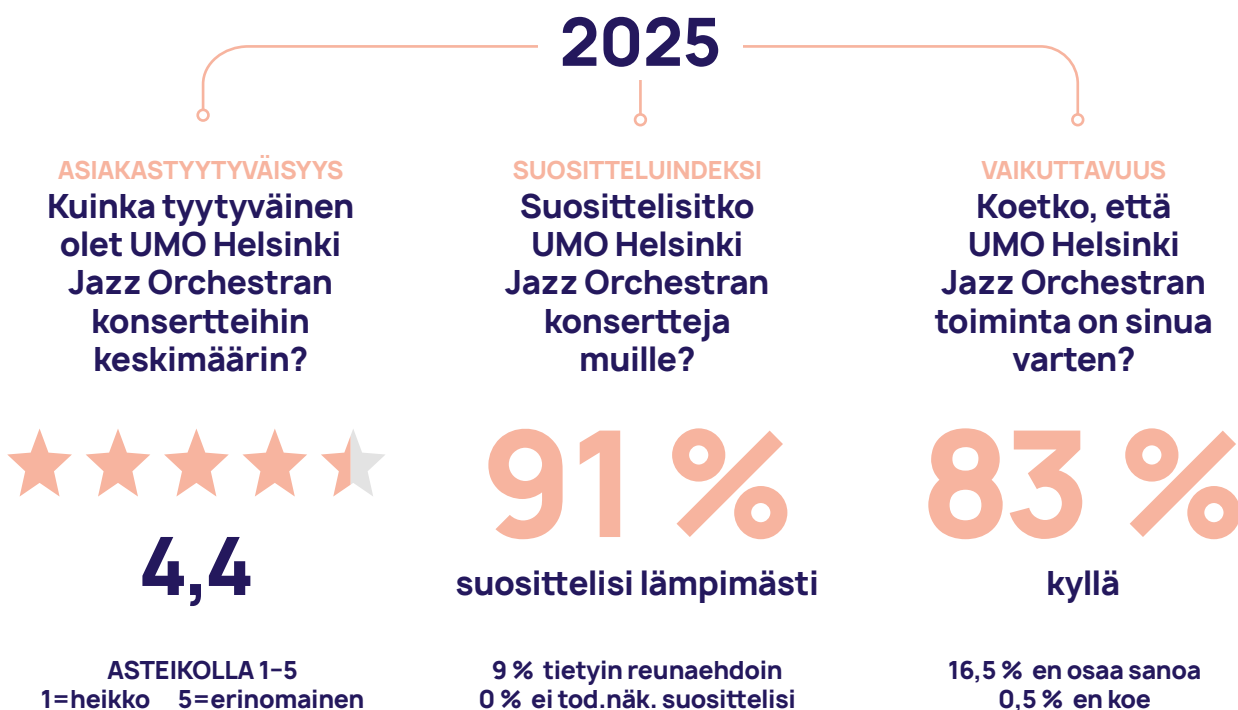 2025
ASIAKASTYYTYVÄISYYS
Kuinka tyytyväinen
olet UMO Helsinki
Jazz Orchestran
konsertteihin
keskimäärin?
4,4
ASTEIKOLLA 1–5
1=heikko 5=erinomainen
SUOSITTELUINDEKSI
Suosittelisitko
UMO Helsinki
Jazz Orchestran
konsertteja
muille?
91 %
suosittelisi lämpimästi
9 % tietyin reunaehdoin
0 % ei tod.näk. suosittelisi
VAIKUTTAVUUS
Koetko, että
UMO Helsinki
Jazz Orchestran
toiminta on sinua
varten?
83 %
kyllä
16,5 % en osaa sanoa
0,5 % en koe